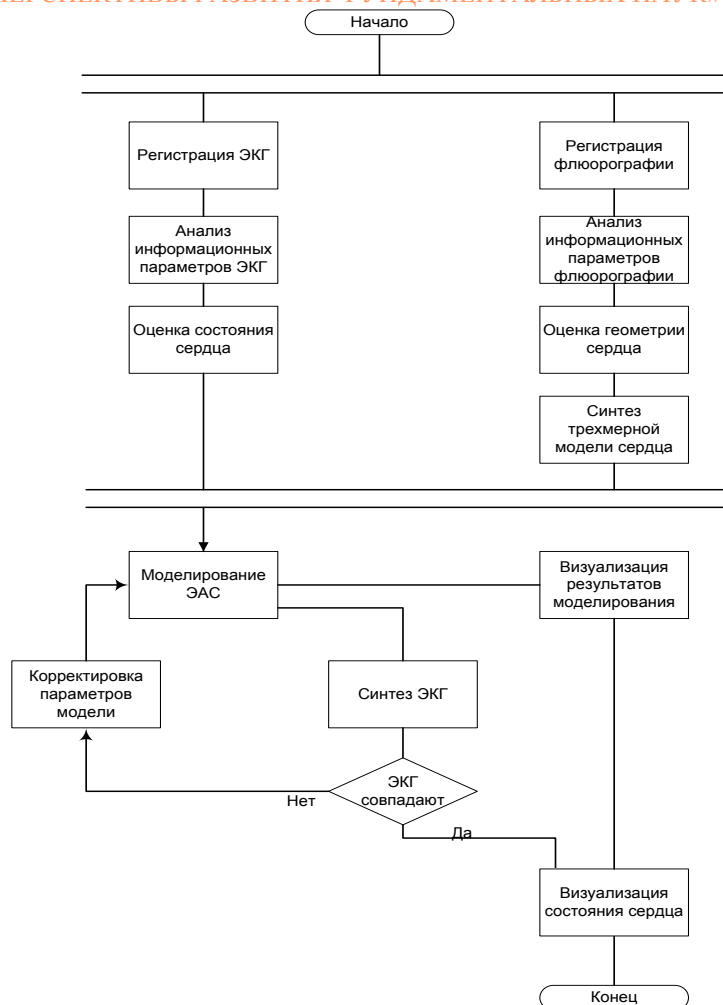 Начало
Регистрация ЭКГ
Анализ
информационных
параметров ЭКГ
Оценка состояния
сердца
Регистрация
флюорографии
Анализ
информационных
параметров
флюорографии
Оценка геометрии
сердца
Синтез
трехмерной
модели сердца
Моделирование
ЭАС
Визуализация
результатов
моделирования
Корректировка
параметров
модели
Синтез ЭКГ
ЭКГ
совпадают
Нет
Да
Визуализация
состояния сердца
Конец